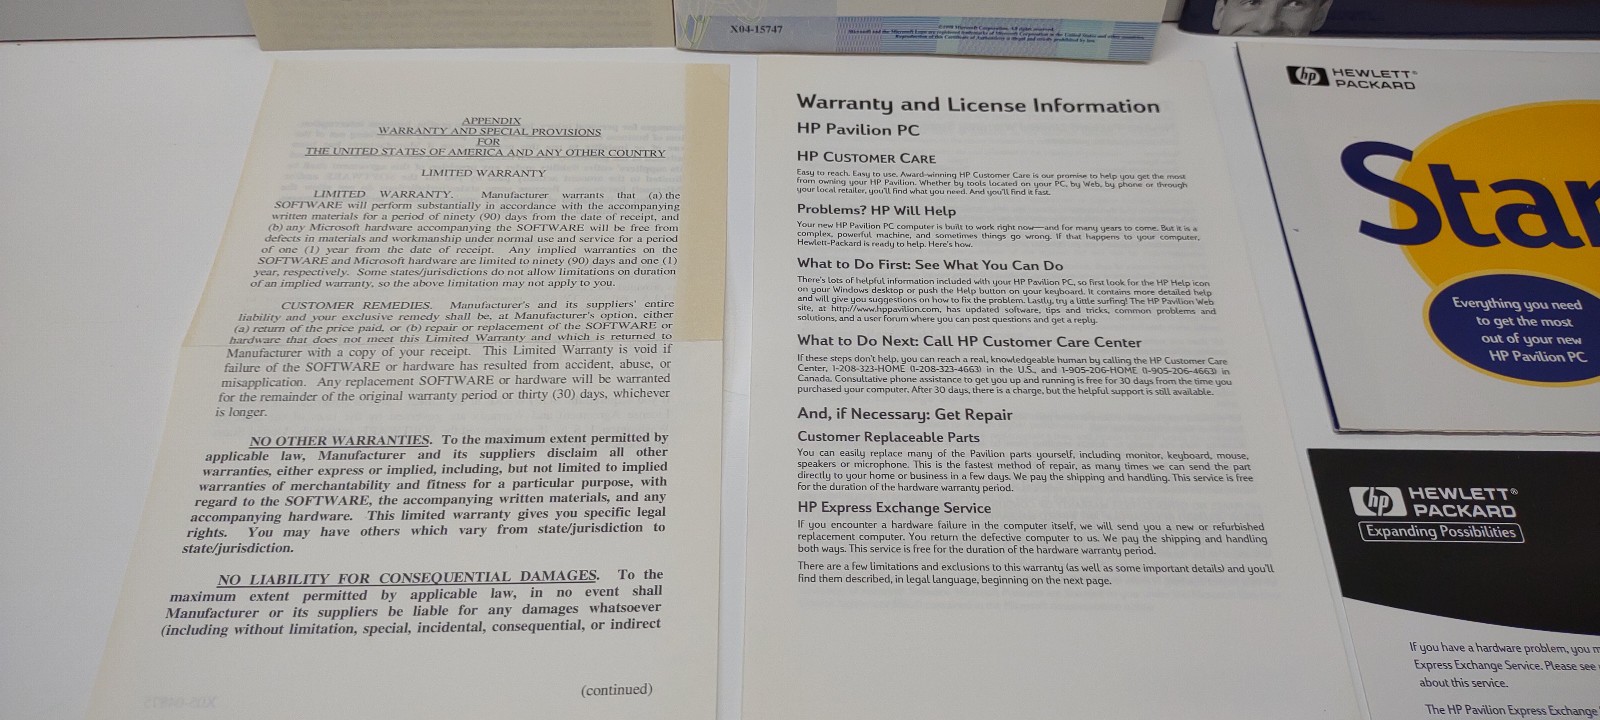 X04-15747
APPENDIX
WARRANTY AND SPECIAL PROVISIONS
FOR
THE UNITED STATES OF AMERICA AND ANY OTHER COUNTRY
LIMITED WARRANTY
LIMITED WARRANTY. Manufacturer warrants that (a) the
SOFTWARE will perform substantially in accordance with the accompanying
written materials for a period of ninety (90) days from the date of receipt, and
(b) any Microsoft hardware accompanying the SOFTWARE will be free from
defects in materials and workmanship under normal use and service for a period
of one (1) year from the date of receipt. Any implied warranties on the
SOFTWARE and Microsoft hardware are limited to ninety (90) days and one (1)
year, respectively. Some states/jurisdictions do not allow limitations on duration
of an implied warranty, so the above limitation may not apply to you.
CUSTOMER REMEDIES. Manufacturer's and its suppliers' entire
liability and your exclusive remedy shall be, at Manufacturer's option, either
(a) return of the price paid, or (b) repair or replacement of the SOFTWARE or
hardware that does not meet this Limited Warranty and which is returned to
Manufacturer with a copy of your receipt. This Limited Warranty is void if
failure of the SOFTWARE or hardware has resulted from accident, abuse, or
misapplication. Any replacement SOFTWARE or hardware will be warranted
for the remainder of the original warranty period or thirty (30) days, whichever
is longer.
NO OTHER WARRANTIES. To the maximum extent permitted by
applicable law, Manufacturer and its suppliers disclaim all other
warranties, either express or implied, including, but not limited to implied
warranties of merchantability and fitness for a particular purpose, with
regard to the SOFTWARE, the accompanying written materials, and any
accompanying hardware. This limited warranty gives you specific legal
rights. You may have others which vary from state/jurisdiction to
state/jurisdiction.
NO LIABILITY FOR CONSEQUENTIAL DAMAGES. To the
maximum extent permitted by applicable law, in no event shall
Manufacturer or its suppliers be liable for any damages whatsoever
(including without limitation, special, incidental, consequential, or indirect
(continued)
Warranty and License Information
HP Pavilion PC
HP CUSTOMER CARE
Easy to reach. Easy to use. Award-winning HP Customer Care is our promise to help you get the most
from owning your HP Pavilion. Whether by tools located on your PC, by Web, by phone or through
your local retailer, you'll find what you need. And you'll find it fast.
Problems? HP Will Help
Your new HP Pavilion PC computer is built to work right now—and for many years to come. But it is a
complex, powerful machine, and sometimes things go wrong. If that happens to your computer,
Hewlett-Packard is ready to help. Here's how.
What to Do First: See What You Can Do
There's lots of helpful information included with your HP Pavilion PC, so first look for the HP Help icon
on your Windows desktop or push the Help button on your keyboard. It contains more detailed help
and will give you suggestions on how to fix the problem. Lastly, try a little surfing! The HP Pavilion Web
site, at http://www.hppavilion.com, has updated software, tips and tricks, common problems and
solutions, and a user forum where you can post questions and get a reply.
What to Do Next: Call HP Customer Care Center
If these steps don't help, you can reach a real, knowledgeable human by calling the HP Customer Care
Center, 1-208-323-HOME (1-208-323-4663) in the U.S., and 1-905-206-HOME (1-905-206-4663) in
Canada. Consultative phone assistance to get you up and running is free for 30 days from the time you
purchased your computer. After 30 days, there is a charge, but the helpful support is still available.
And, if Necessary: Get Repair
Customer Replaceable Parts
You can easily replace many of the Pavilion parts yourself, including monitor, keyboard, mouse,
speakers or microphone. This is the fastest method of repair, as many times we can send the part
directly to your home or business in a few days. We pay the shipping and handling. This service is free
for the duration of the hardware warranty period.
HP Express Exchange Service
If you encounter a hardware failure in the computer itself, we will send you a new or refurbished
replacement computer. You return the defective computer to us. We pay the shipping and handling
both ways. This service is free for the duration of the hardware warranty period.
There are a few limitations and exclusions to this warranty (as well as some important details) and you'll
find them described, in legal language, beginning on the next page.
hp HEWLETT®
PACKARD
Star
Everything you need
to get the most
out of your new
HP Pavilion PC
hp HEWLETT®
PACKARD
Expanding Possibilities
If you have a hardware problem, you m
Express Exchange Service. Please see
about this service.
The HP Pavilion Express Exchange